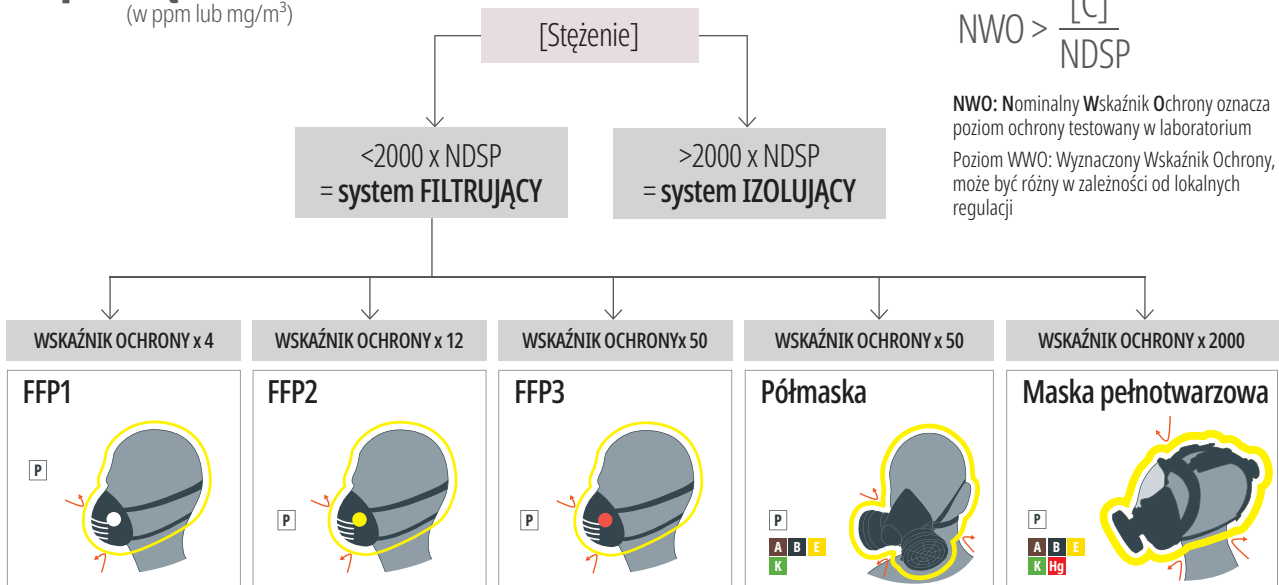 (w ppm lub mg/m³)
[Stężenie]
NWO > [C]
NDSP
NWO: Nominalny Wskaźnik Ochrony oznacza
poziom ochrony testowany w laboratorium
Poziom WWO: Wyznaczony Wskaźnik Ochrony,
może być różny w zależności od lokalnych
regulacji
<2000 x NDSP
= system FILTRUJĄCY
>2000 x NDSP
= system IZOLUJĄCY
WSKAŹNIK OCHRONY x 4
WSKAŹNIK OCHRONY x 12
WSKAŹNIK OCHRONYx 50
WSKAŹNIK OCHRONY x 50
WSKAŹNIK OCHRONY x 2000
FFP1
P
FFP2
P
FFP3
P
Półmaska
P
A B E
K
Maska pełnotwarzowa
P
A B E
K Hg